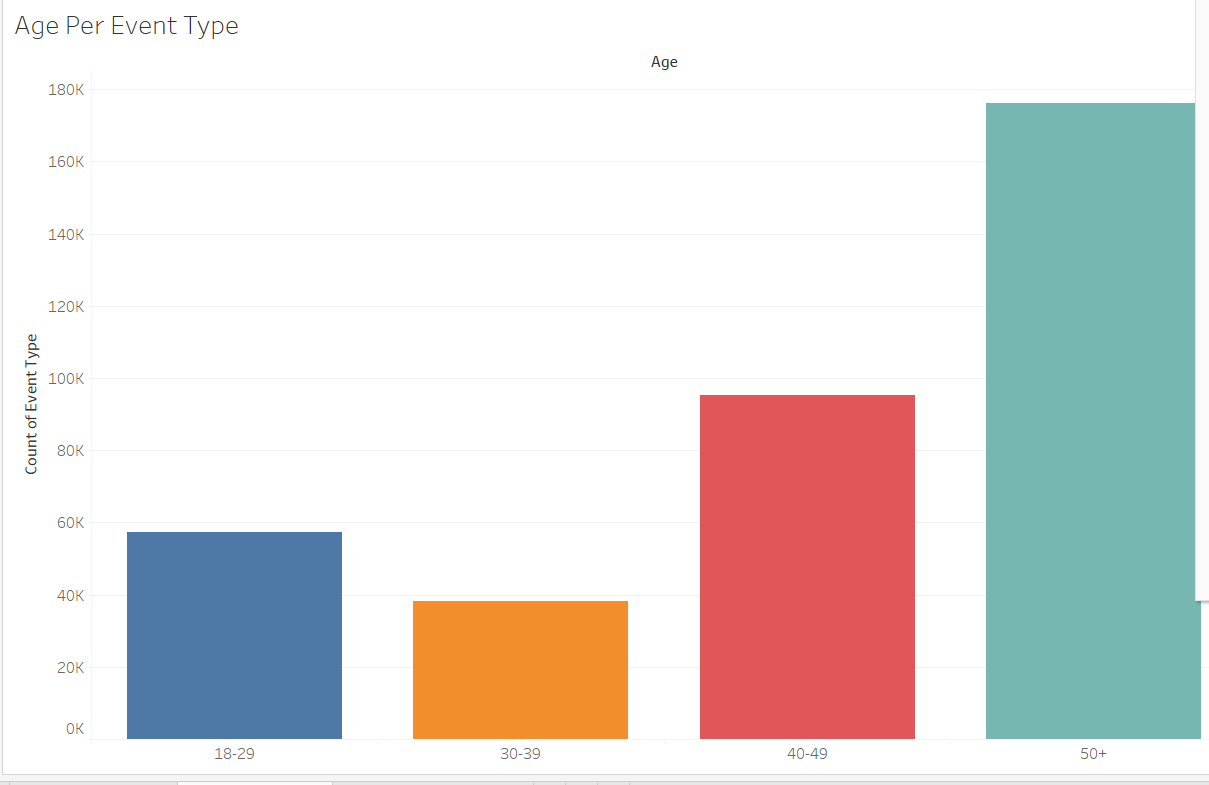 Age Per Event Type
Age
180K
160K
140K
120K
100K
80K
60K
40K
20K
0K
Count of Event Type
18-29
30-39
40-49
50+